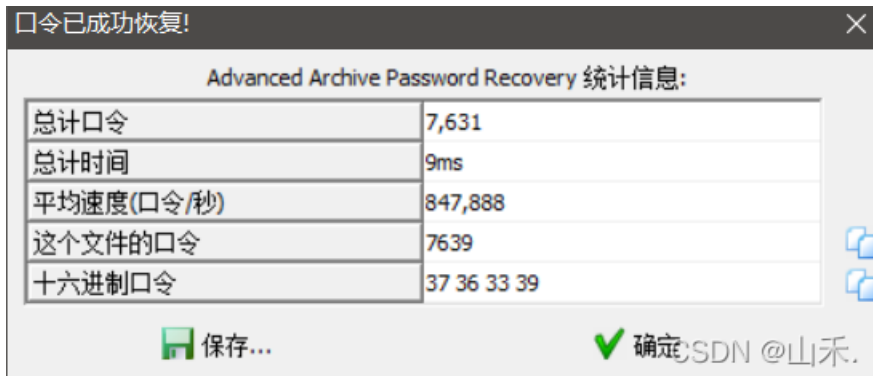 口令已成功恢复!
Advanced Archive Password Recovery 统计信息:
总计口令 7,631
总计时间 9ms
平均速度(口令/秒) 847,888
这个文件的口令 7639
十六进制口令 37 36 33 39
保存... 确定
CSDN @山禾.